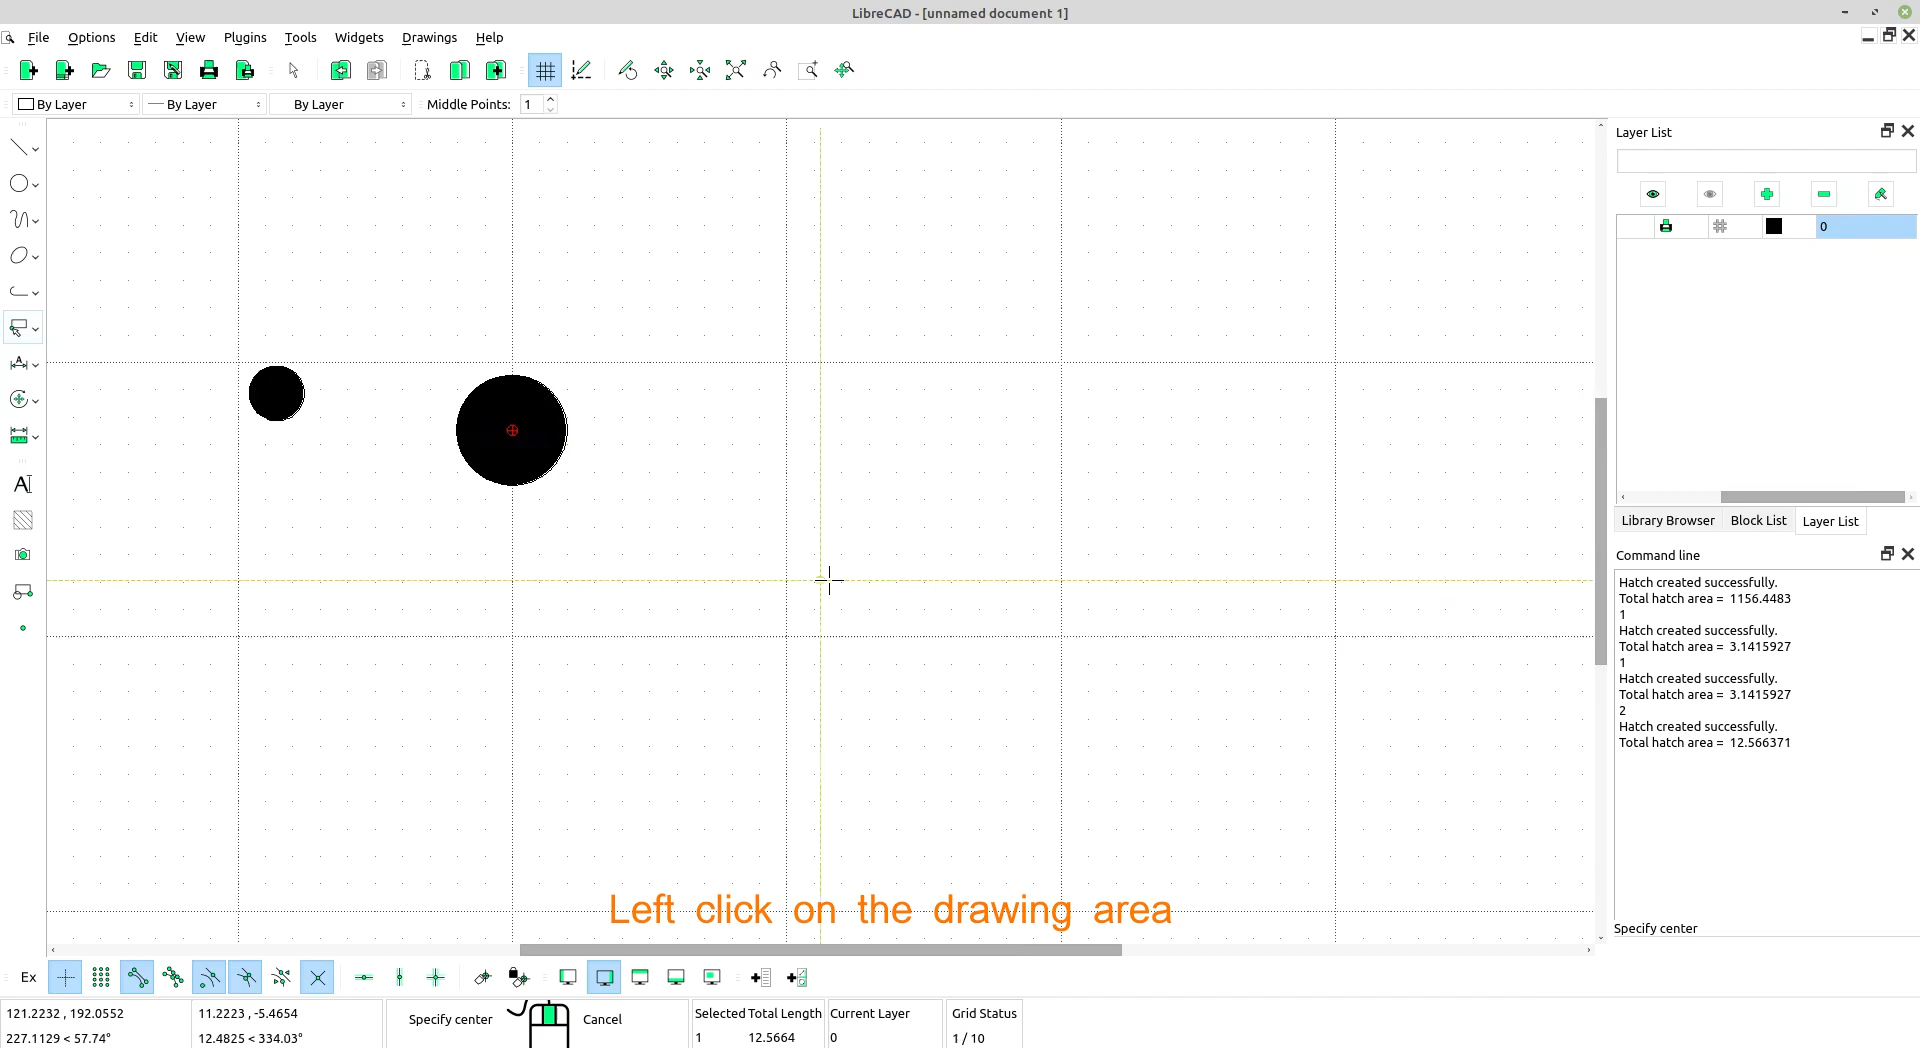 LibreCAD - [unnamed document 1]
File Options Edit View Plugins Tools Widgets Drawings Help
By Layer By Layer By Layer Middle Points: 1
Layer List
0
Library Browser Block List Layer List
Command line
Hatch created successfully.
Total hatch area = 1156.4483
1
Hatch created successfully.
Total hatch area = 3.1415927
1
Hatch created successfully.
Total hatch area = 3.1415927
2
Hatch created successfully.
Total hatch area = 12.566371
Specify center
Left click on the drawing area
Ex
121.2232 , 192.0552
227.1129 < 57.74°
11.2223 , -5.4654
12.4825 < 334.03°
Specify center
Cancel
Selected Total Length
1 12.5664
Current Layer
0
Grid Status
1 / 10